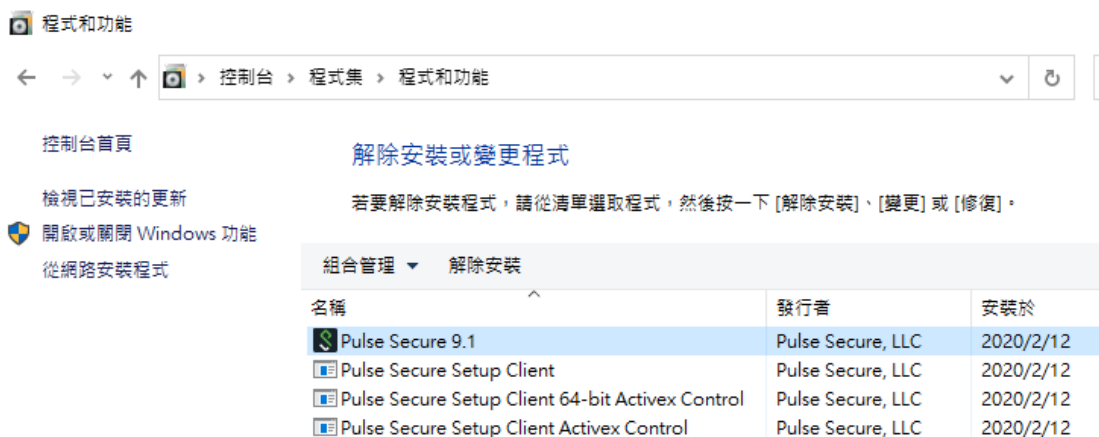 程式和功能
控制台 › 程式集 › 程式和功能
控制台首頁
解除安裝或變更程式
檢視已安裝的更新
若要解除安裝程式，請從清單選取程式，然後按一下 [解除安裝]、[變更] 或 [修復]。
開啟或關閉 Windows 功能
從網路安裝程式
組合管理 解除安裝
名稱 發行者 安裝於
Pulse Secure 9.1 Pulse Secure, LLC 2020/2/12
Pulse Secure Setup Client Pulse Secure, LLC 2020/2/12
Pulse Secure Setup Client 64-bit Activex Control Pulse Secure, LLC 2020/2/12
Pulse Secure Setup Client Activex Control Pulse Secure, LLC 2020/2/12